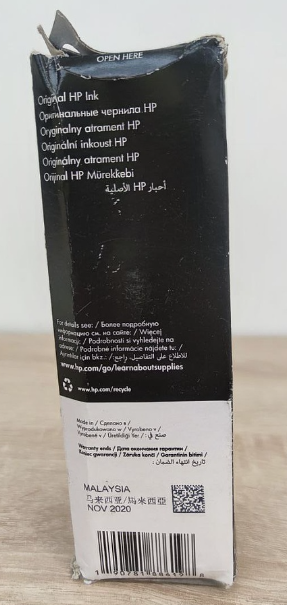 OPEN HERE
Original HP Ink
Оригинальные чернила HP
Oryginalny atrament HP
Originální inkoust HP
Originálny atrament HP
Orijinal HP Mürekkebi
أحبار HP الأصلية
For details see: / Более подробную
информацию см. на сайте: / Więcej
informacji: / Podrobnosti si vyhledejte na
adrese: / Podrobné informácie nájdete tu: /
Ayrıntılar için bkz.: / للاطلاع على التفاصيل، راجع:
www.hp.com/go/learnaboutsupplies
www.hp.com/recycle
Made in / Сделано в /
Wyprodukowano w / Vyrobeno v /
Vyrobené v / Üretildiği Yer: / صنع في:
Warranty ends / Дата окончания гарантии /
Koniec gwarancji / Záruka končí / Garantinin bitimi /
تاريخ انتهاء الضمان:
MALAYSIA
马来西亚/馬來西亞
NOV 2020